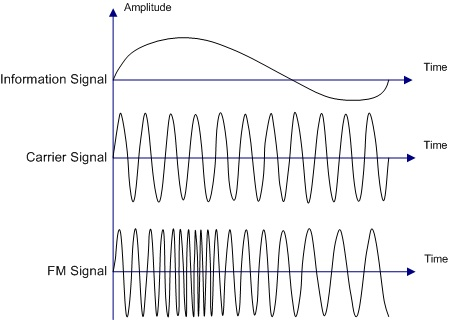 Amplitude
Time
Information Signal
Time
Carrier Signal
Time
FM Signal